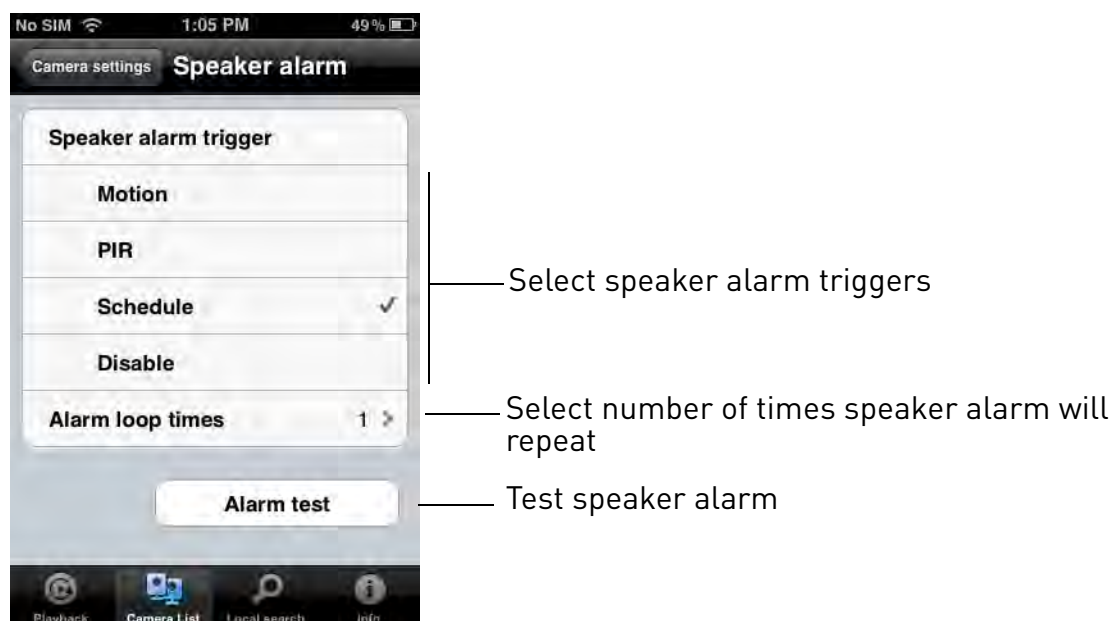 No SIM 1:05 PM 49%
Camera settings Speaker alarm
Speaker alarm trigger
Motion
PIR
Schedule ✓
Disable
Alarm loop times 1 >
Alarm test
Playback Camera List Local search Info
Select speaker alarm triggers
Select number of times speaker alarm will
repeat
Test speaker alarm